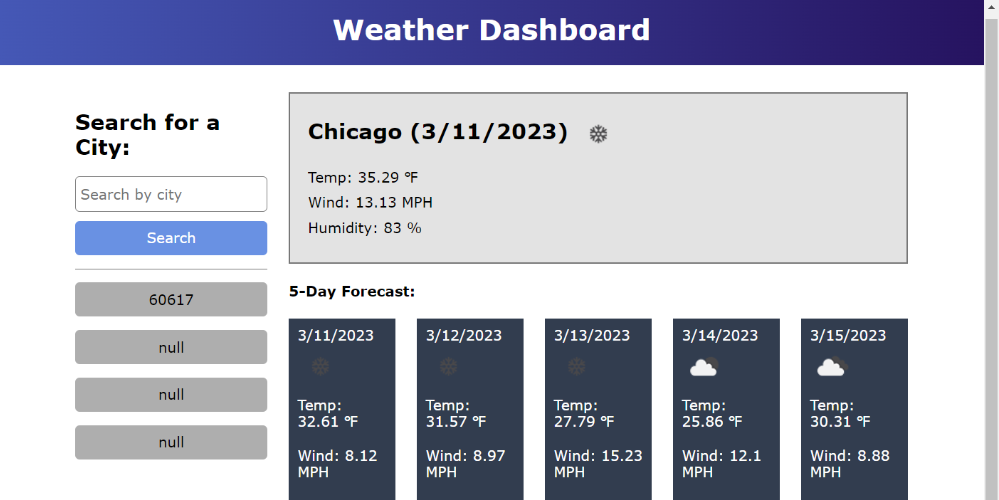 Weather Dashboard
Search for a
City:
Search by city
Search
60617
null
null
null
Chicago (3/11/2023)
Temp: 35.29 °F
Wind: 13.13 MPH
Humidity: 83 %
5-Day Forecast:
3/11/2023
Temp:
32.61 °F
Wind: 8.12
MPH
3/12/2023
Temp:
31.57 °F
Wind: 8.97
MPH
3/13/2023
Temp:
27.79 °F
Wind: 15.23
MPH
3/14/2023
Temp:
25.86 °F
Wind: 12.1
MPH
3/15/2023
Temp:
30.31 °F
Wind: 8.88
MPH